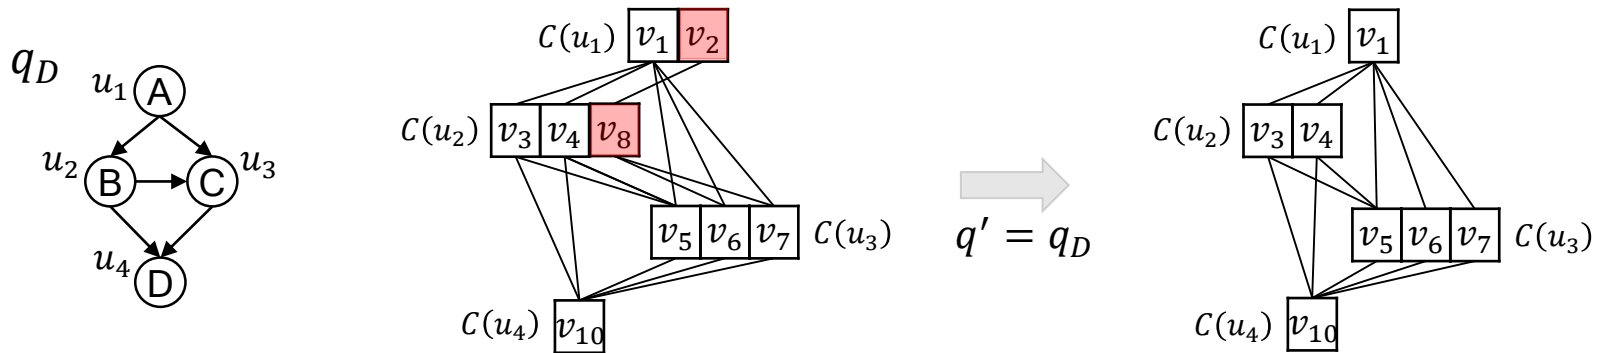 q_D
u_1 A
u_2 B C u_3
u_4 D
C(u_1) v_1 v_2
C(u_2) v_3 v_4 v_8
v_5 v_6 v_7 C(u_3)
C(u_4) v_10
q′ = q_D
C(u_1) v_1
C(u_2) v_3 v_4
v_5 v_6 v_7 C(u_3)
C(u_4) v_10